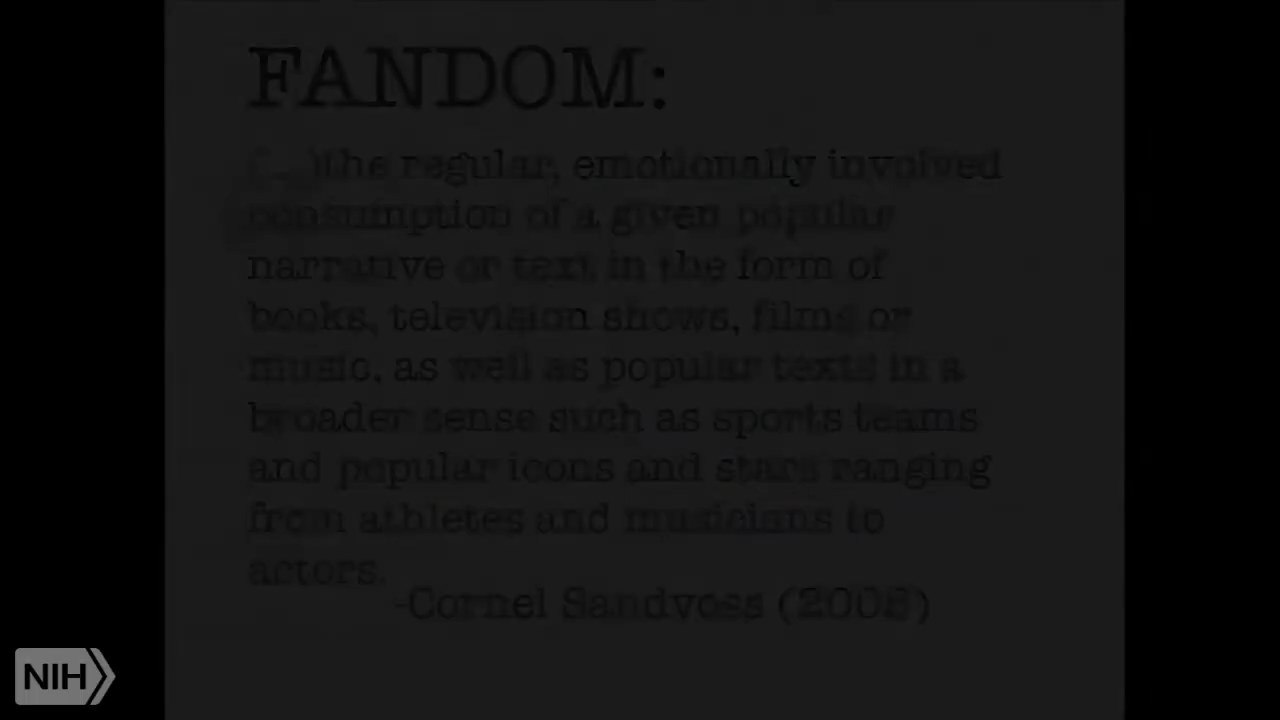 FANDOM:
(...)the regular, emotionally involved
consumption of a given popular
narrative or text in the form of
books, television shows, films or
music, as well as popular texts in a
broader sense such as sports teams
and popular icons and stars ranging
from athletes and musicians to
actors.
-Cornel Sandvoss
NIH